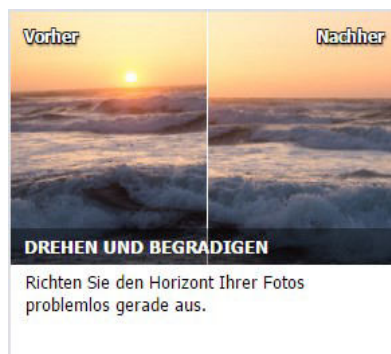 Vorher
Nachher
DREHEN UND BEGRADIGEN
Richten Sie den Horizont Ihrer Fotos
problemlos gerade aus.